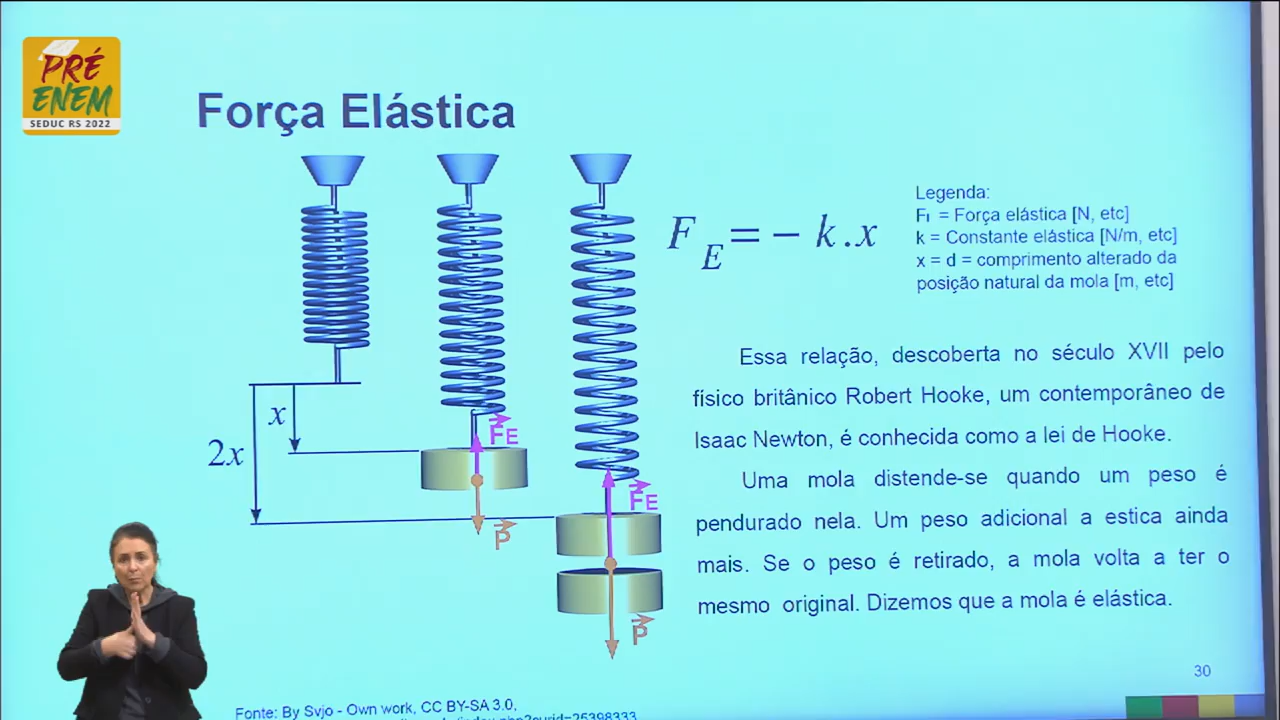 PRÉ
ENEM
SEDUC RS 2022
Força Elástica
F E = - k.x
Legenda:
FI = Força elástica [N, etc]
k = Constante elástica [N/m, etc]
x = d = comprimento alterado da
posição natural da mola [m, etc]
x
2x
FE
P
FE
P
Essa relação, descoberta no século XVII pelo
físico britânico Robert Hooke, um contemporâneo de
Isaac Newton, é conhecida como a lei de Hooke.
Uma mola distende-se quando um peso é
pendurado nela. Um peso adicional a estica ainda
mais. Se o peso é retirado, a mola volta a ter o
mesmo original. Dizemos que a mola é elástica.
30
Fonte: By Svjo - Own work, CC BY-SA 3.0,